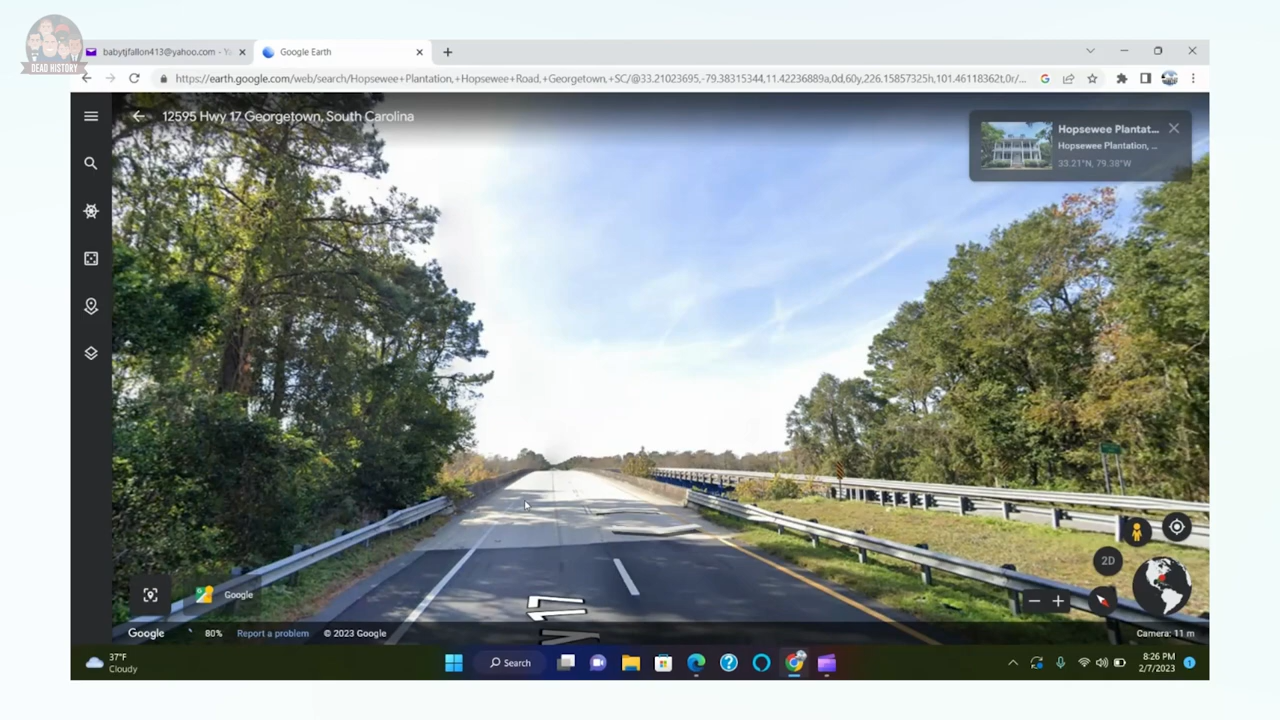 DEAD HISTORY
babytjfallon413@yahoo.com - Ya
Google Earth
https://earth.google.com/web/search/Hopsewee+Plantation,+Hopsewee+Road,+Georgetown,+SC/@33.21023695,-79.38315344,11.42236889a,0d,60y,226.15857325h,101.46118362t,0r/...
12595 Hwy 17 Georgetown, South Carolina
Hopsewee Plantat...
Hopsewee Plantation, ...
33.21°N, 79.38°W
2D
Google
Google
80%
Report a problem
© 2023 Google
Camera: 11 m
37°F
Cloudy
Search
8:26 PM
2/7/2023
1